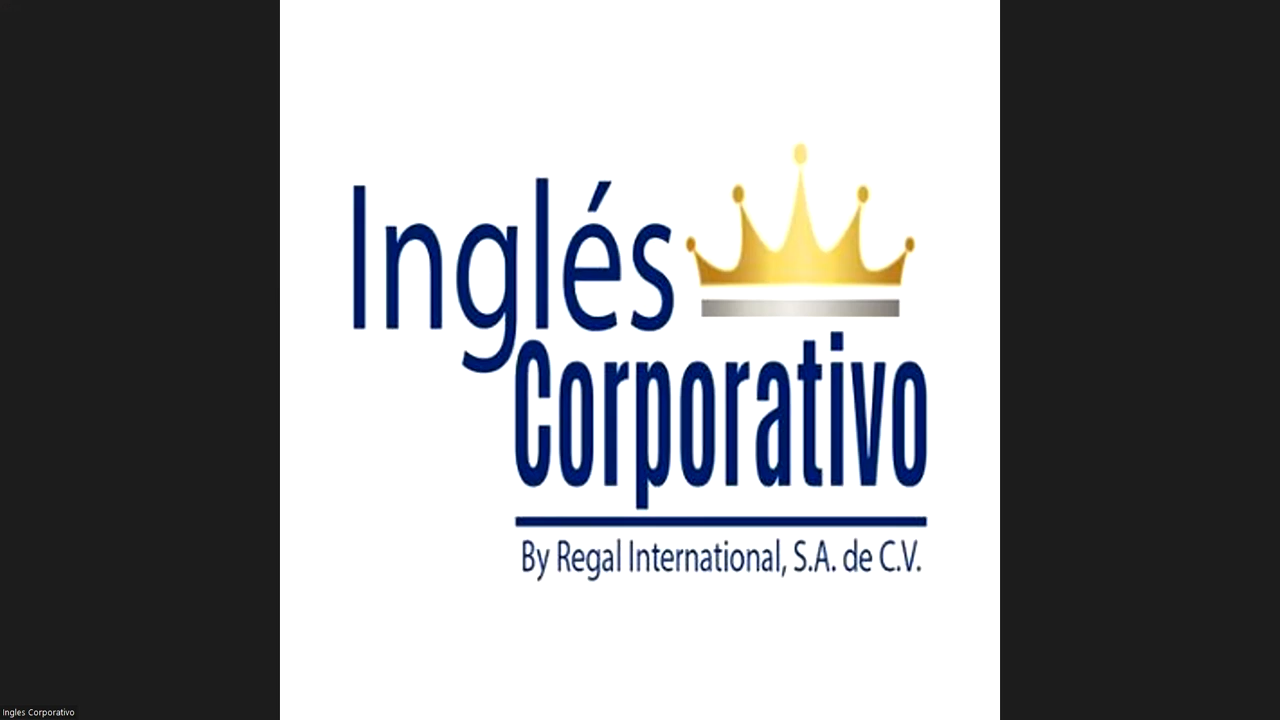 Inglés
Corporativo
By Regal International, S.A. de C.V.
Ingles Corporativo